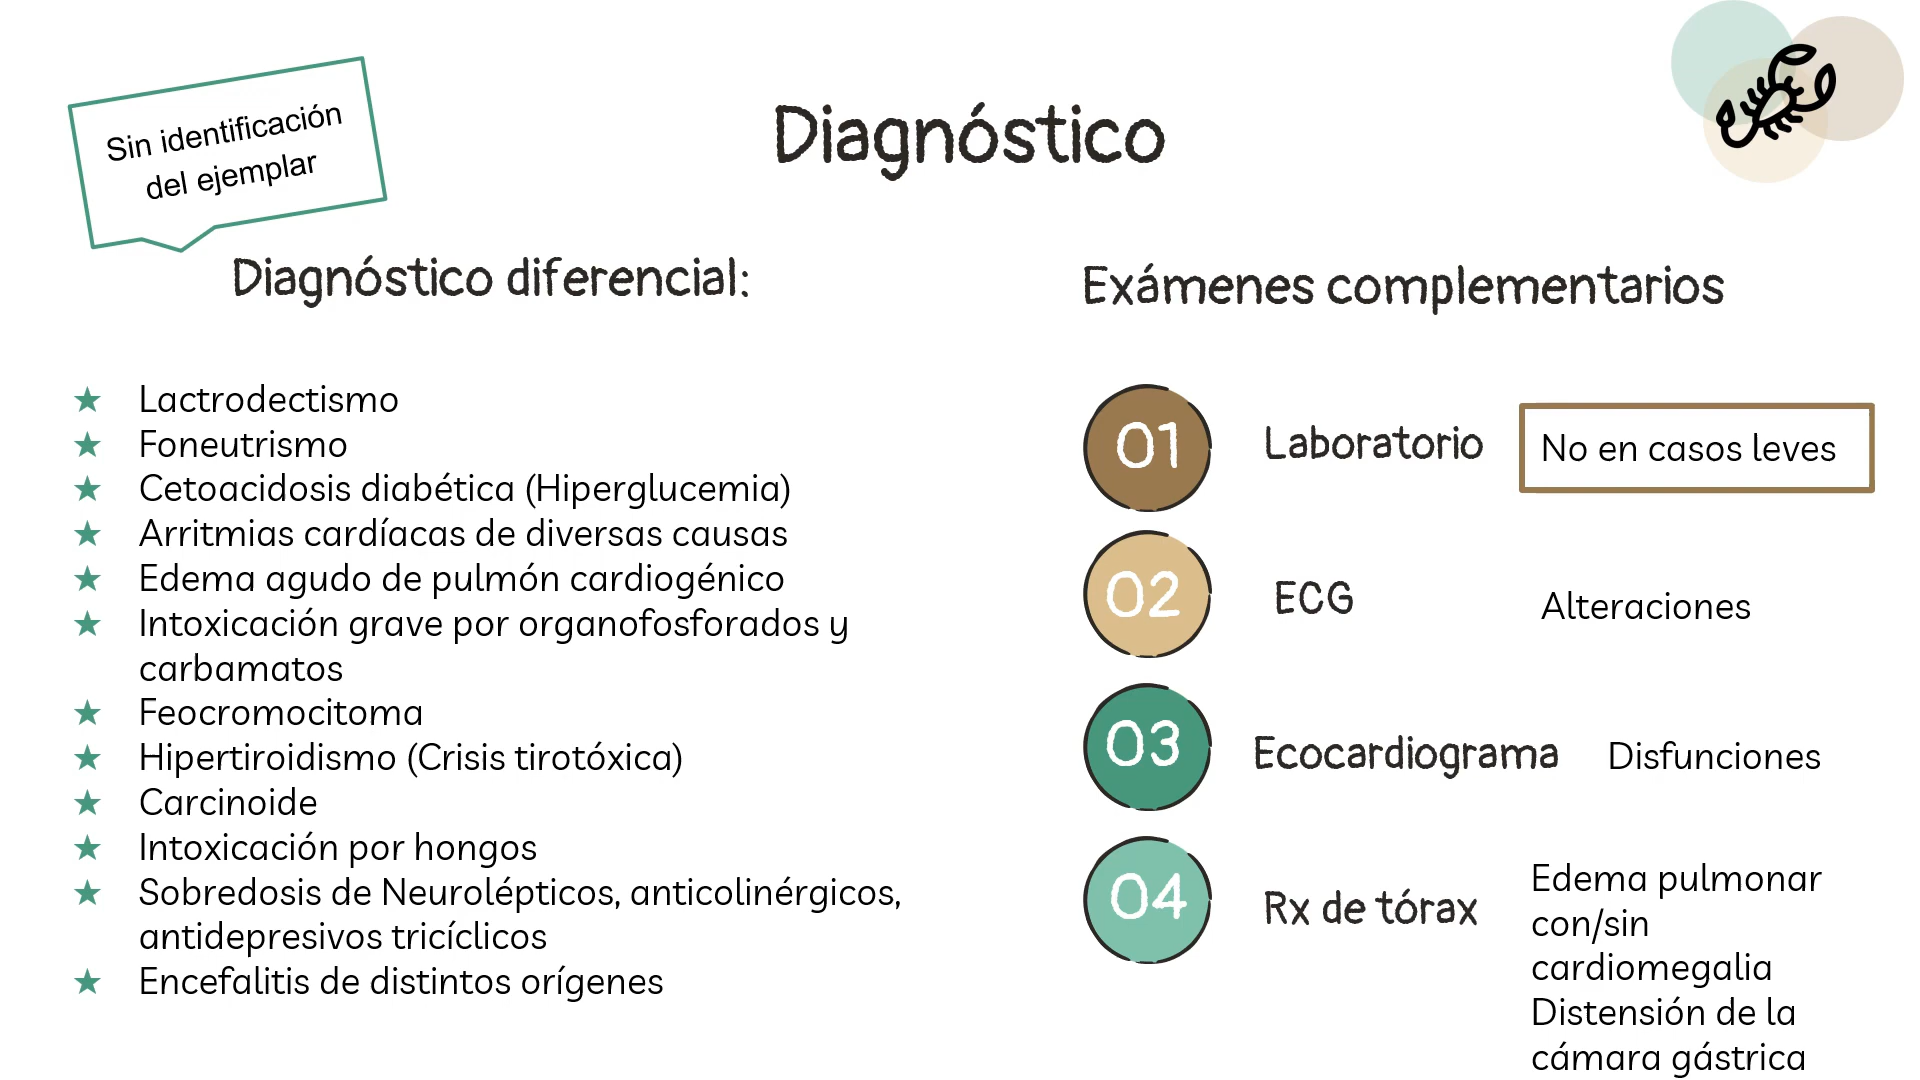 Sin identificación
del ejemplar
Diagnóstico
Diagnóstico diferencial:
Lactrodectismo
Foneutrismo
Cetoacidosis diabética (Hiperglucemia)
Arritmias cardíacas de diversas causas
Edema agudo de pulmón cardiogénico
Intoxicación grave por organofosforados y
carbamatos
Feocromocitoma
Hipertiroidismo (Crisis tirotóxica)
Carcinoide
Intoxicación por hongos
Sobredosis de Neurolépticos, anticolinérgicos,
antidepresivos tricíclicos
Encefalitis de distintos orígenes
Exámenes complementarios
01
Laboratorio
No en casos leves
02
ECG
Alteraciones
03
Ecocardiograma
Disfunciones
04
Rx de tórax
Edema pulmonar
con/sin
cardiomegalia
Distensión de la
cámara gástrica